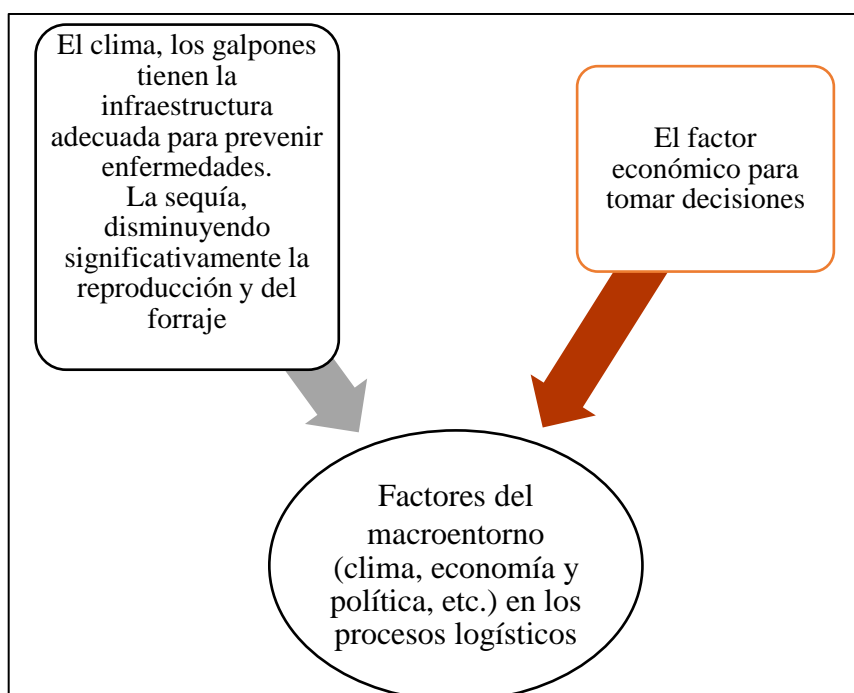 El clima, los galpones
tienen la
infraestructura
adecuada para prevenir
enfermedades.
La sequía,
disminuyendo
significativamente la
reproducción y del
forraje
El factor
económico para
tomar decisiones
Factores del
macroentorno
(clima, economía y
política, etc.) en los
procesos logísticos